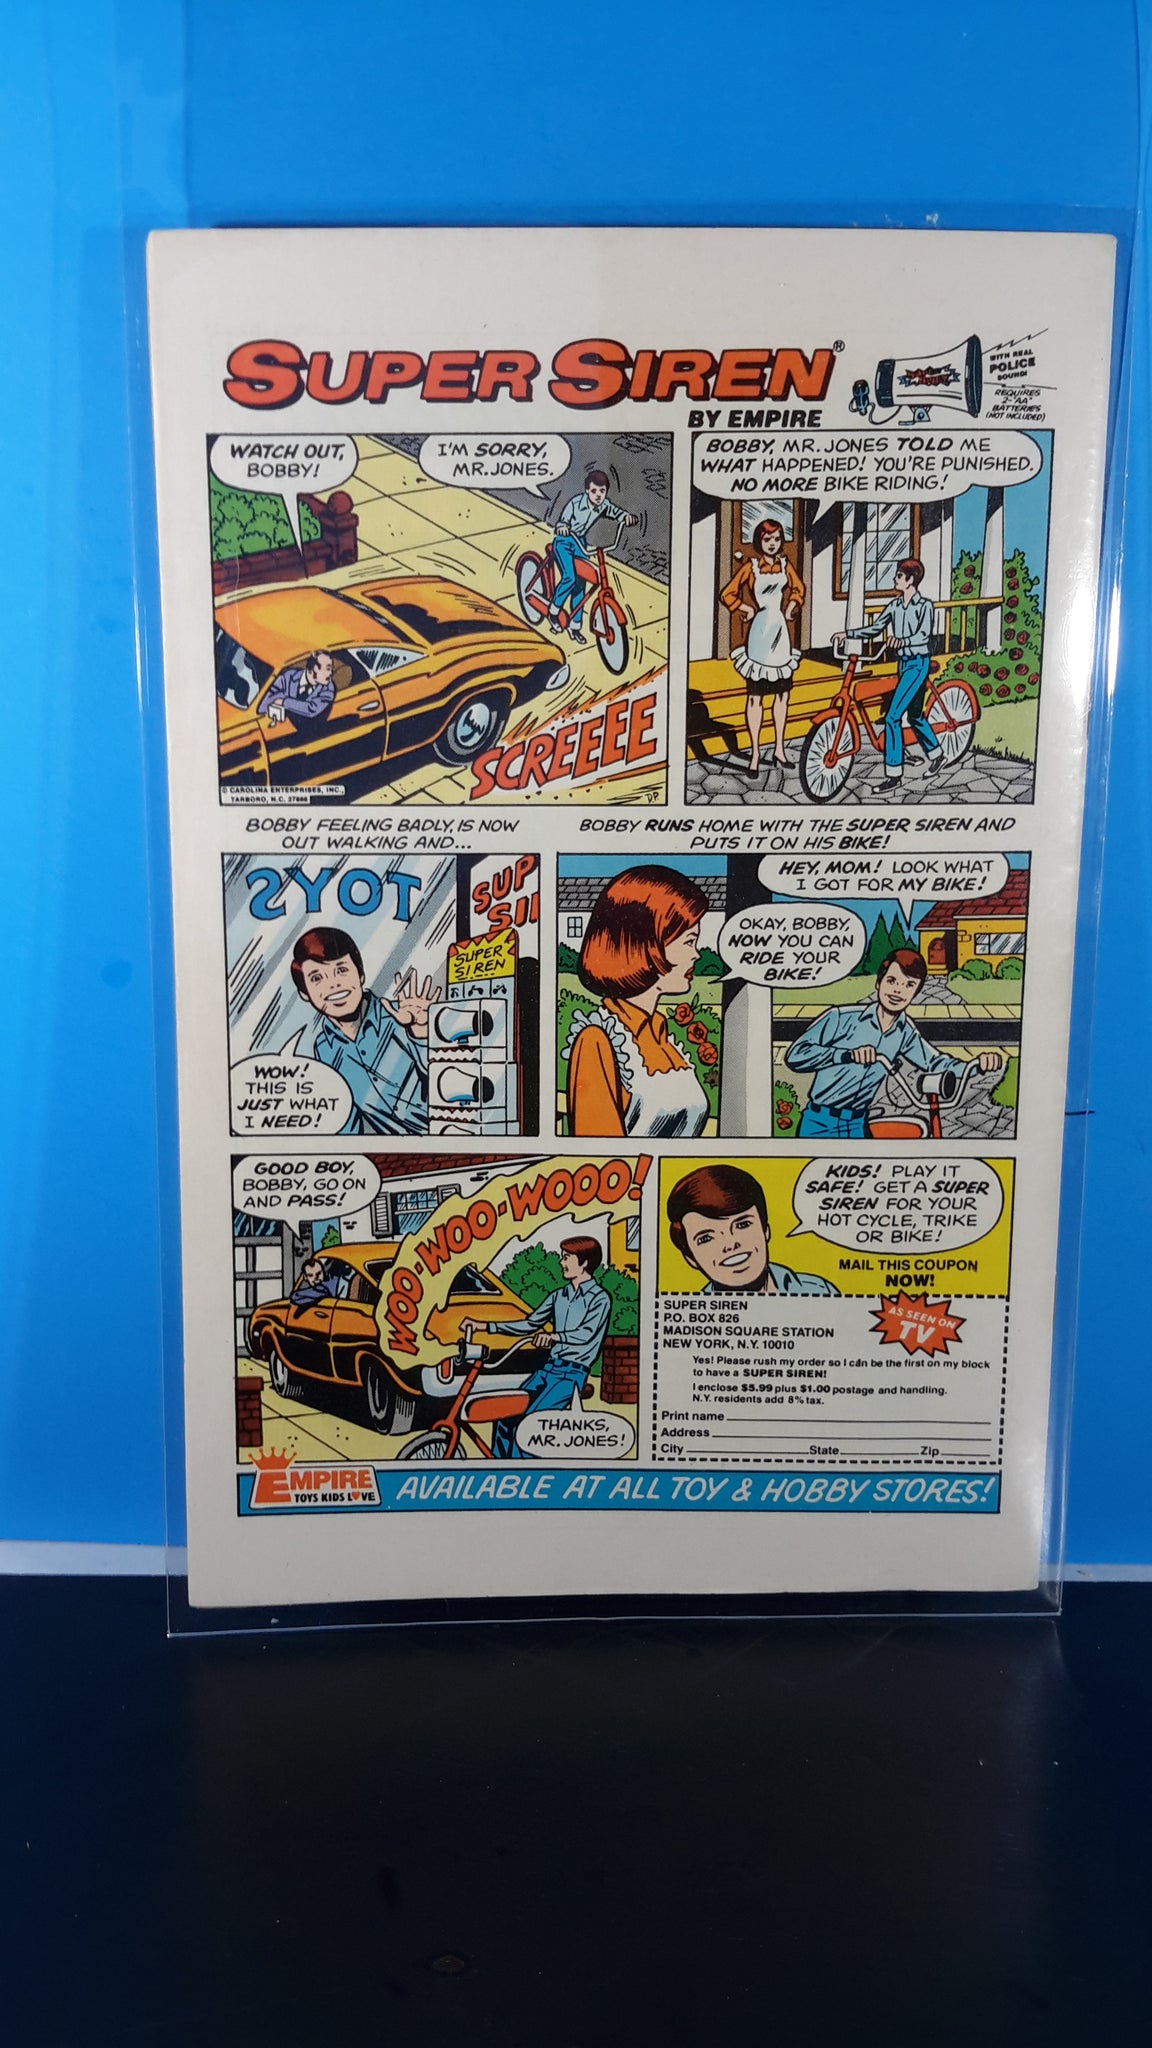 SUPER SIREN®
BY EMPIRE
WITH REAL
POLICE
SOUND!
REQUIRES
2-"AA"
BATTERIES
(NOT INCLUDED)
WATCH OUT,
BOBBY!
I'M SORRY,
MR. JONES.
SCREEEE
© CAROLINA ENTERPRISES, INC.,
TARBORO, N.C. 27886
D.P.
BOBBY, MR. JONES TOLD ME
WHAT HAPPENED! YOU'RE PUNISHED.
NO MORE BIKE RIDING!
BOBBY FEELING BADLY, IS NOW
OUT WALKING AND...
TOYS
SUP
SI
SUPER
SIREN
WOW!
THIS IS
JUST WHAT
I NEED!
BOBBY RUNS HOME WITH THE SUPER SIREN AND
PUTS IT ON HIS BIKE!
HEY, MOM! LOOK WHAT
I GOT FOR MY BIKE!
OKAY, BOBBY,
NOW YOU CAN
RIDE YOUR
BIKE!
GOOD BOY,
BOBBY, GO ON
AND PASS!
WOO-WOO-WOOO!
THANKS,
MR. JONES!
KIDS! PLAY IT
SAFE! GET A SUPER
SIREN FOR YOUR
HOT CYCLE, TRIKE
OR BIKE!
MAIL THIS COUPON
NOW!
AS SEEN ON
TV
SUPER SIREN
P.O. BOX 826
MADISON SQUARE STATION
NEW YORK, N.Y. 10010
Yes! Please rush my order so I can be the first on my block
to have a SUPER SIREN!
I enclose $5.99 plus $1.00 postage and handling.
N.Y. residents add 8% tax.
Print name
Address
City State Zip
EMPIRE
TOYS KIDS L♥VE
AVAILABLE AT ALL TOY & HOBBY STORES!